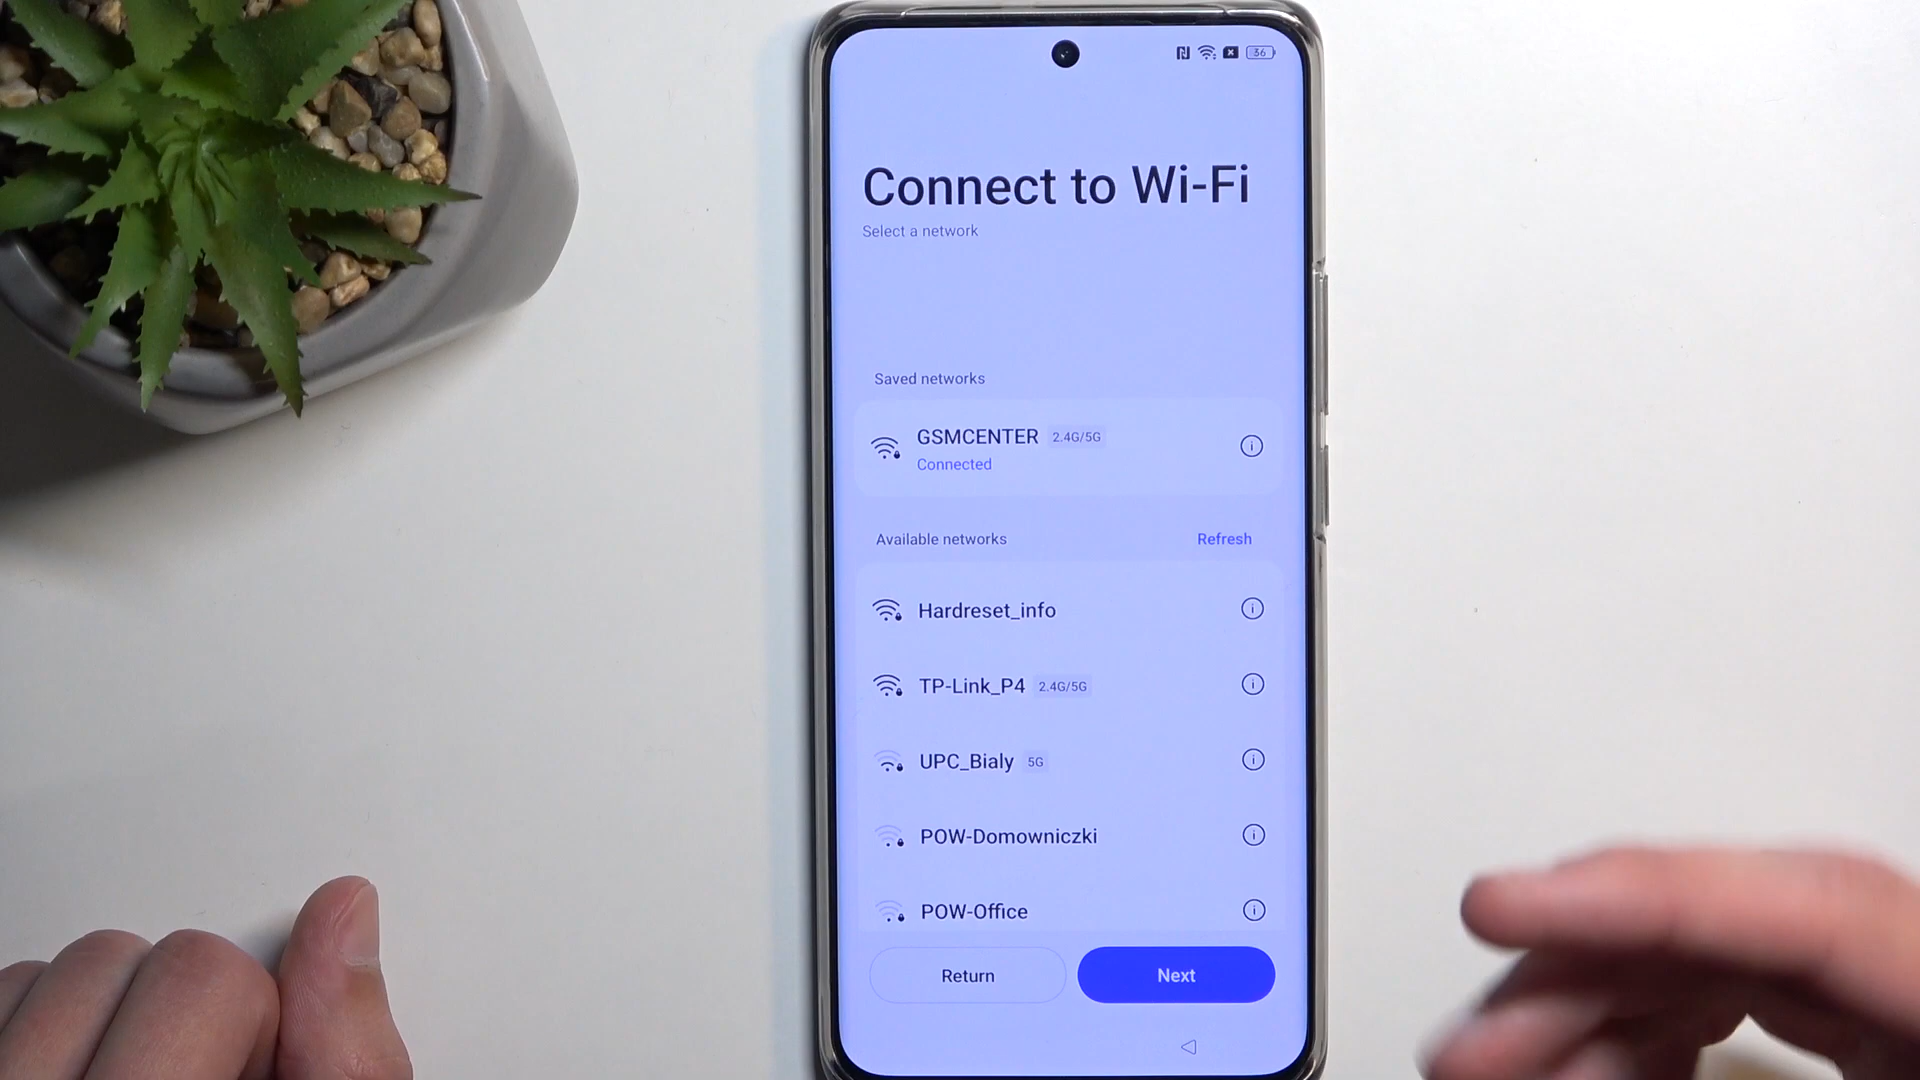 36
Connect to Wi-Fi
Select a network
Saved networks
GSMCENTER 2.4G/5G
Connected
Available networks Refresh
Hardreset_info
TP-Link_P4 2.4G/5G
UPC_Bialy 5G
POW-Domowniczki
POW-Office
Return Next